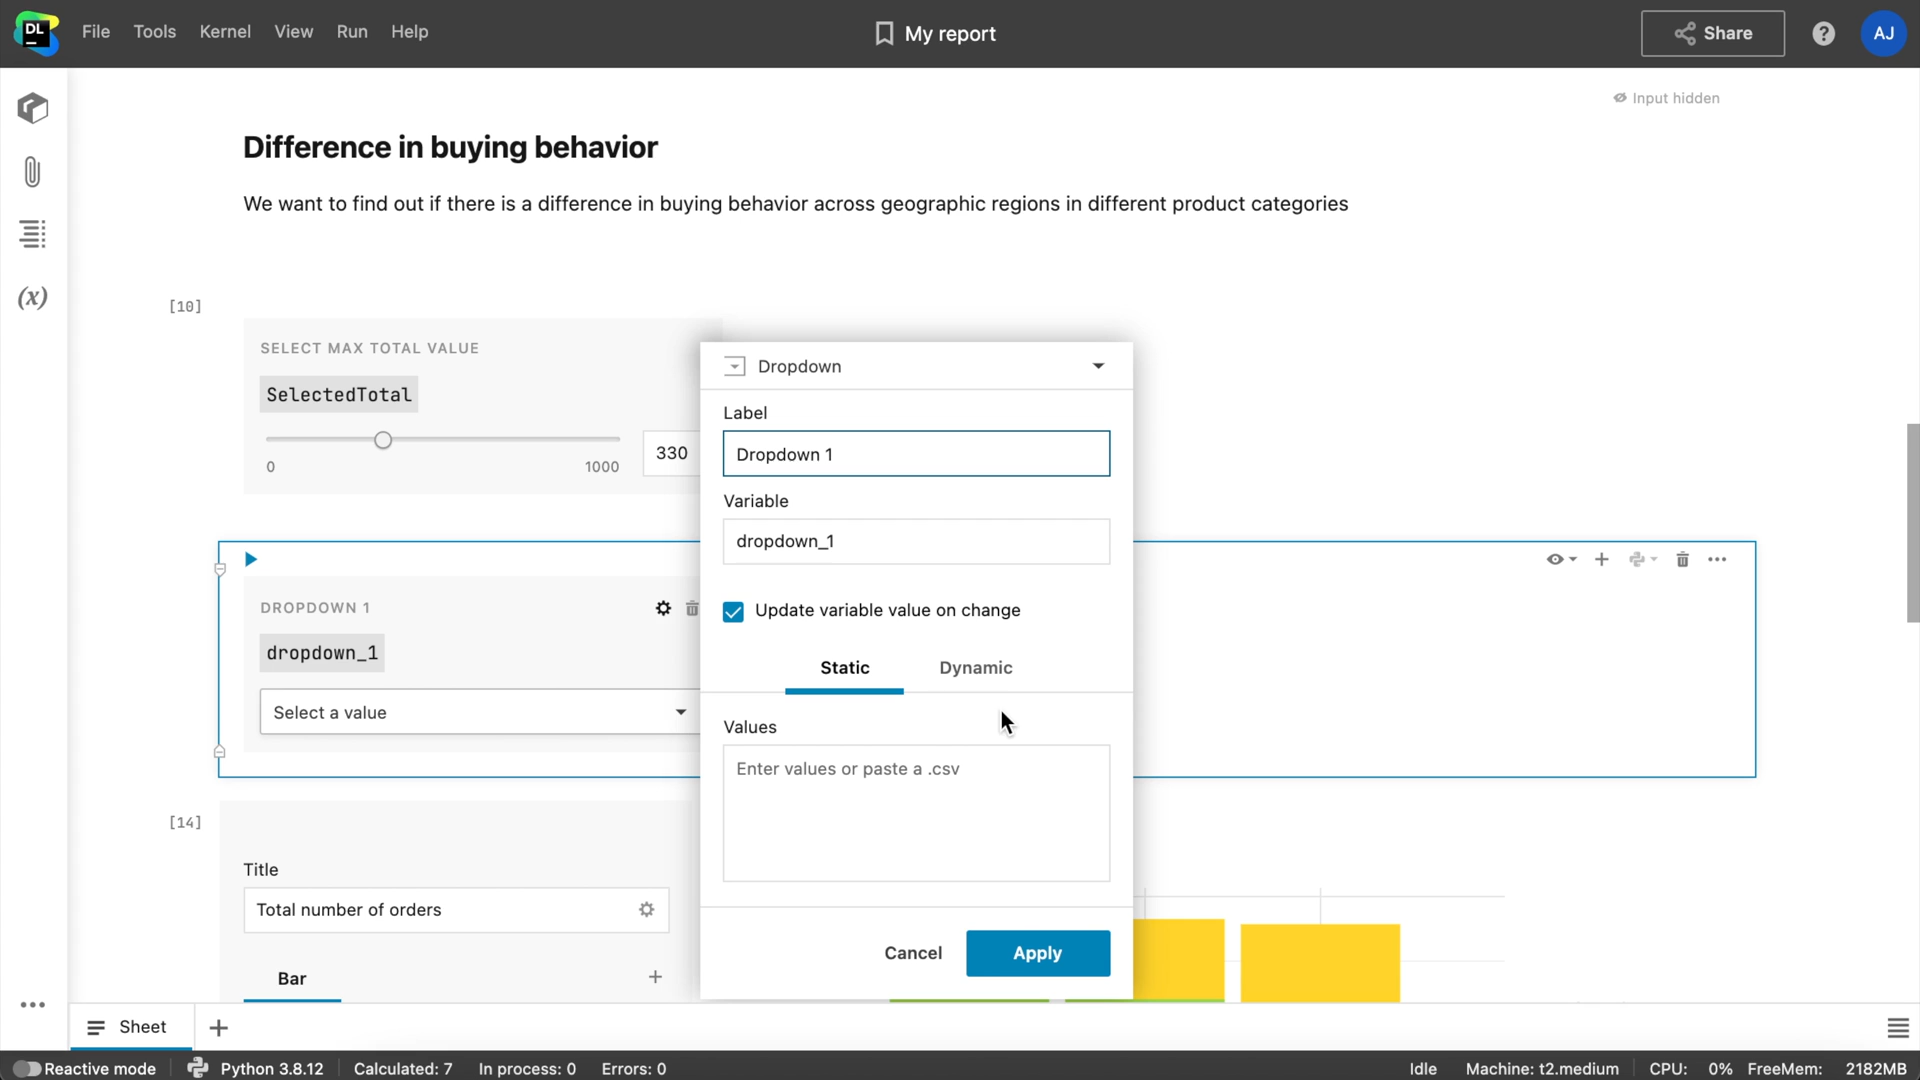 DL
File
Tools
Kernel
View
Run
Help
My report
Share
?
AJ
Input hidden
Difference in buying behavior
We want to find out if there is a difference in buying behavior across geographic regions in different product categories
(x)
[10]
SELECT MAX TOTAL VALUE
SelectedTotal
0
1000
330
Dropdown
Label
Dropdown 1
Variable
dropdown_1
Update variable value on change
Static
Dynamic
Values
Enter values or paste a .csv
Cancel
Apply
DROPDOWN 1
dropdown_1
Select a value
[14]
Title
Total number of orders
Bar
Sheet
Reactive mode
Python 3.8.12
Calculated: 7
In process: 0
Errors: 0
Idle
Machine: t2.medium
CPU: 0%
FreeMem: 2182MB